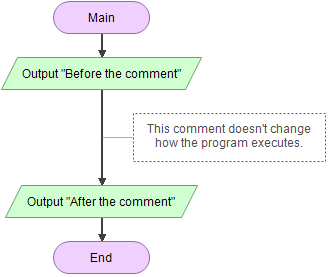 Main
Output "Before the comment"
This comment doesn't change
how the program executes.
Output "After the comment"
End